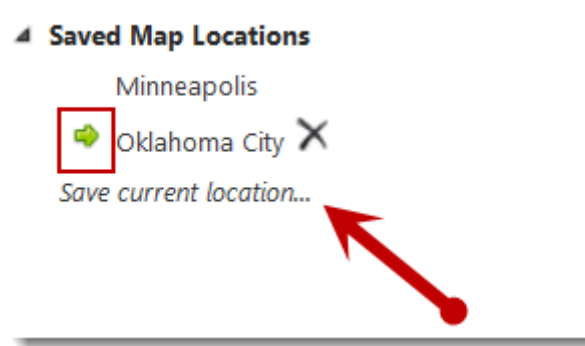 Saved Map Locations
Minneapolis
Oklahoma City
Save current location...